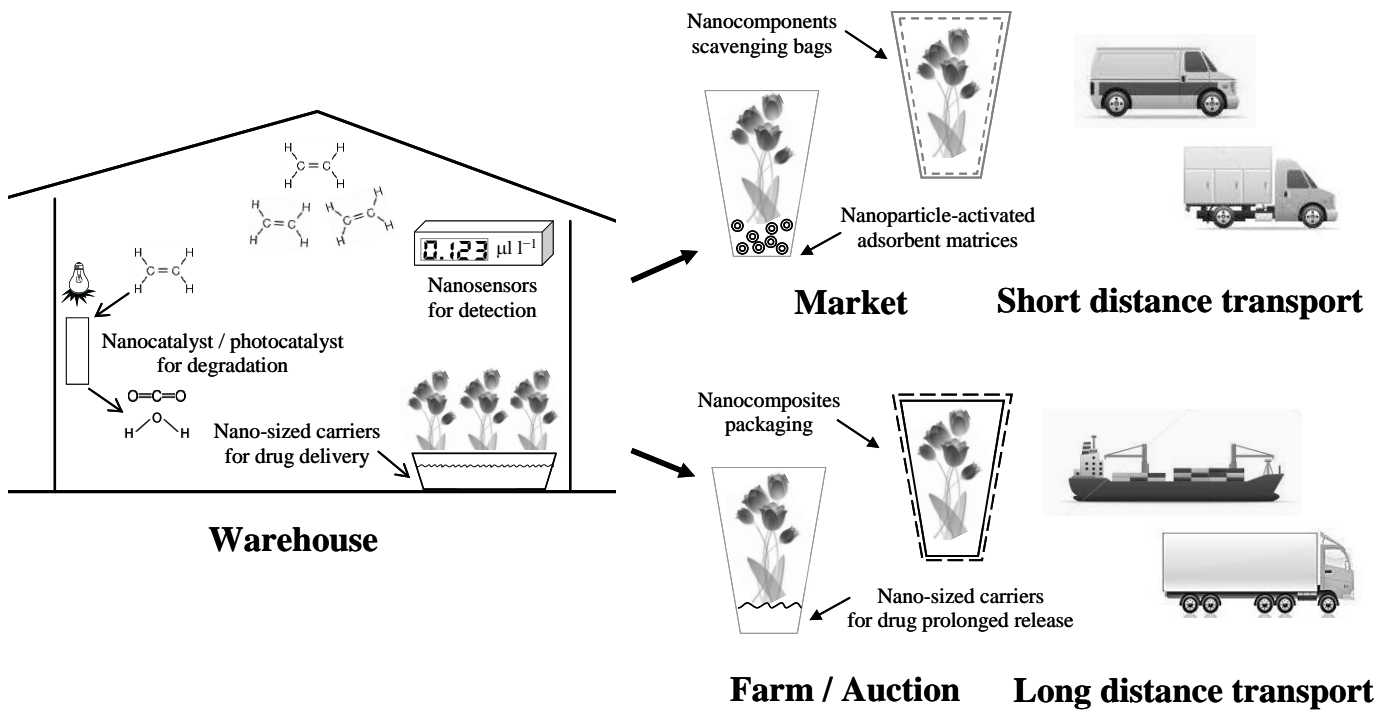 Nanocomponents
scavenging bags
Nanoparticle-activated
adsorbent matrices
Market
Short distance transport
H H
C=C
H H
H H
C=C
H H
H H
C=C
H H
H H
C=C
H H
0.123 µl l⁻¹
Nanosensors
for detection
Nanocatalyst / photocatalyst
for degradation
O=C=O
O
H H
Nano-sized carriers
for drug delivery
Warehouse
Nanocomposites
packaging
Nano-sized carriers
for drug prolonged release
Farm / Auction
Long distance transport